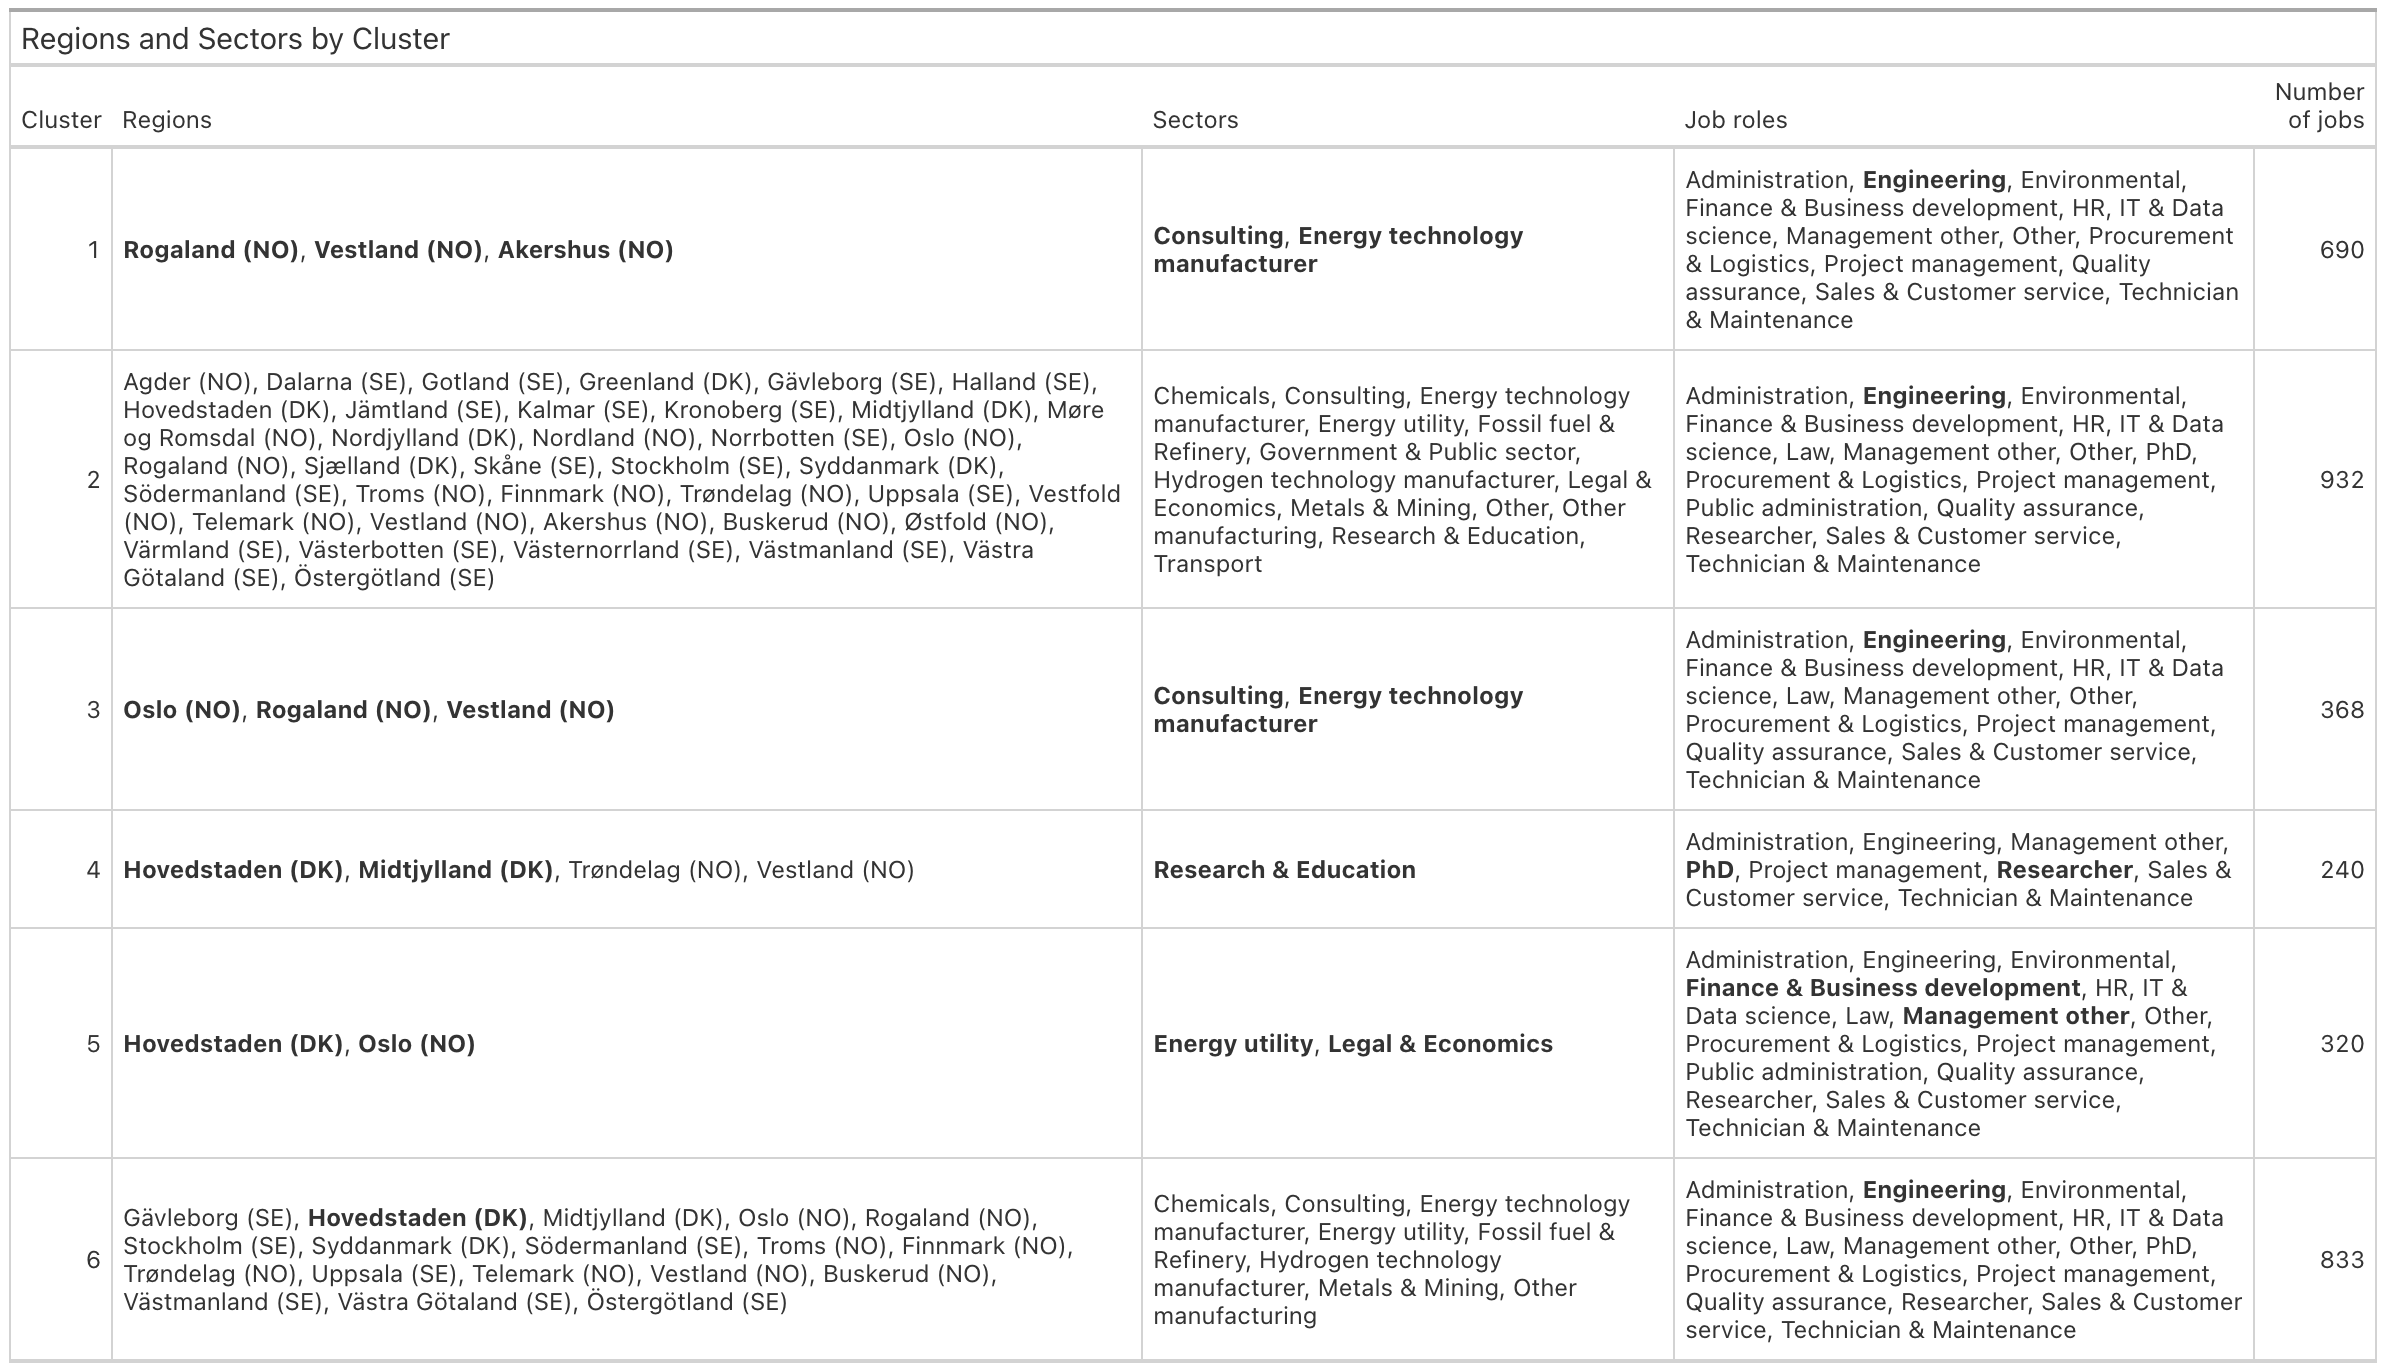 Regions and Sectors by Cluster
Cluster
Regions
Sectors
Job roles
Number
of jobs
1
Rogaland (NO), Vestland (NO), Akershus (NO)
Consulting, Energy technology
manufacturer
Administration, Engineering, Environmental,
Finance & Business development, HR, IT & Data
science, Management other, Other, Procurement
& Logistics, Project management, Quality
assurance, Sales & Customer service, Technician
& Maintenance
690
2
Agder (NO), Dalarna (SE), Gotland (SE), Greenland (DK), Gävleborg (SE), Halland (SE),
Hovedstaden (DK), Jämtland (SE), Kalmar (SE), Kronoberg (SE), Midtjylland (DK), Møre
og Romsdal (NO), Nordjylland (DK), Nordland (NO), Norrbotten (SE), Oslo (NO),
Rogaland (NO), Sjælland (DK), Skåne (SE), Stockholm (SE), Syddanmark (DK),
Södermanland (SE), Troms (NO), Finnmark (NO), Trøndelag (NO), Uppsala (SE), Vestfold
(NO), Telemark (NO), Vestland (NO), Akershus (NO), Buskerud (NO), Østfold (NO),
Värmland (SE), Västerbotten (SE), Västernorrland (SE), Västmanland (SE), Västra
Götaland (SE), Östergötland (SE)
Chemicals, Consulting, Energy technology
manufacturer, Energy utility, Fossil fuel &
Refinery, Government & Public sector,
Hydrogen technology manufacturer, Legal &
Economics, Metals & Mining, Other, Other
manufacturing, Research & Education,
Transport
Administration, Engineering, Environmental,
Finance & Business development, HR, IT & Data
science, Law, Management other, Other, PhD,
Procurement & Logistics, Project management,
Public administration, Quality assurance,
Researcher, Sales & Customer service,
Technician & Maintenance
932
3
Oslo (NO), Rogaland (NO), Vestland (NO)
Consulting, Energy technology
manufacturer
Administration, Engineering, Environmental,
Finance & Business development, HR, IT & Data
science, Law, Management other, Other,
Procurement & Logistics, Project management,
Quality assurance, Sales & Customer service,
Technician & Maintenance
368
4
Hovedstaden (DK), Midtjylland (DK), Trøndelag (NO), Vestland (NO)
Research & Education
Administration, Engineering, Management other,
PhD, Project management, Researcher, Sales &
Customer service, Technician & Maintenance
240
5
Hovedstaden (DK), Oslo (NO)
Energy utility, Legal & Economics
Administration, Engineering, Environmental,
Finance & Business development, HR, IT &
Data science, Law, Management other, Other,
Procurement & Logistics, Project management,
Public administration, Quality assurance,
Researcher, Sales & Customer service,
Technician & Maintenance
320
6
Gävleborg (SE), Hovedstaden (DK), Midtjylland (DK), Oslo (NO), Rogaland (NO),
Stockholm (SE), Syddanmark (DK), Södermanland (SE), Troms (NO), Finnmark (NO),
Trøndelag (NO), Uppsala (SE), Telemark (NO), Vestland (NO), Buskerud (NO),
Västmanland (SE), Västra Götaland (SE), Östergötland (SE)
Chemicals, Consulting, Energy technology
manufacturer, Energy utility, Fossil fuel &
Refinery, Hydrogen technology
manufacturer, Metals & Mining, Other
manufacturing
Administration, Engineering, Environmental,
Finance & Business development, HR, IT & Data
science, Law, Management other, Other, PhD,
Procurement & Logistics, Project management,
Quality assurance, Researcher, Sales & Customer
service, Technician & Maintenance
833